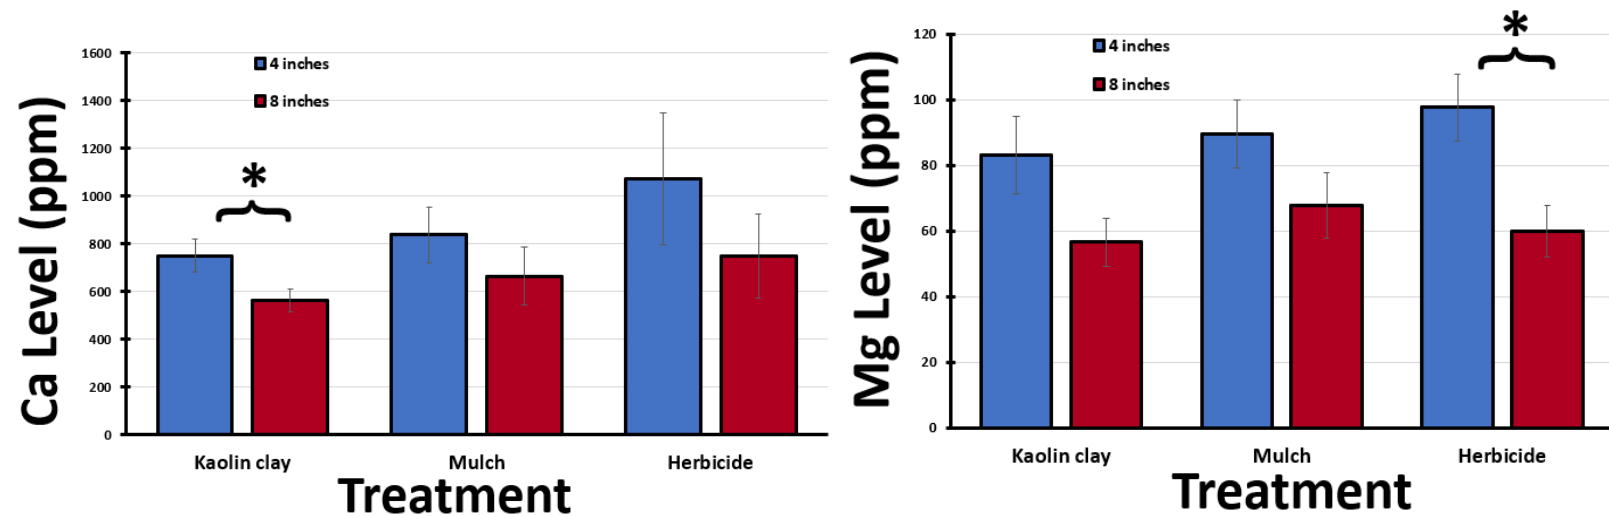 Ca Level (ppm)
1600
1400
1200
1000
800
600
400
200
0
4 inches
8 inches
*
Kaolin clay
Mulch
Herbicide
Treatment
Mg Level (ppm)
120
100
80
60
40
20
0
4 inches
8 inches
*
Kaolin clay
Mulch
Herbicide
Treatment